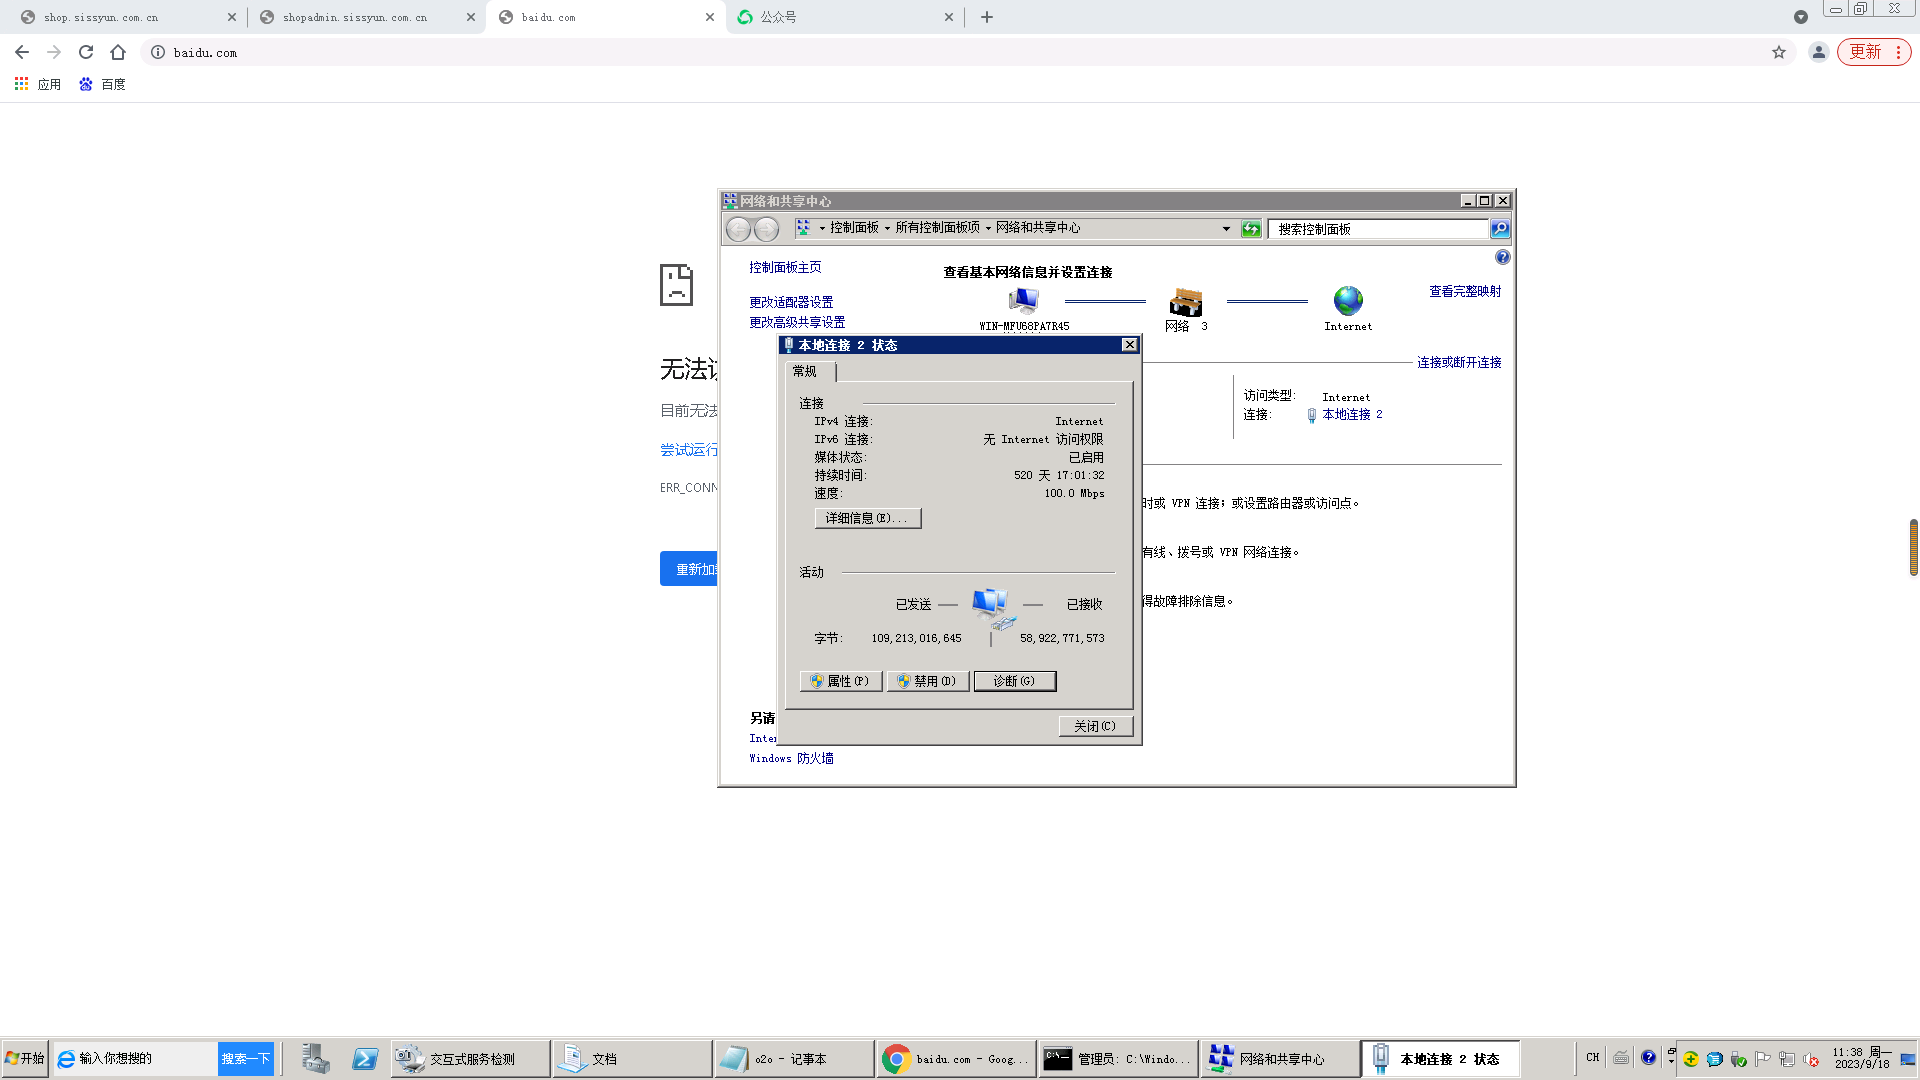 shop.sissyun.com.cn
shopadmin.sissyun.com.cn
baidu.com
公众号
baidu.com
更新
应用
百度
无法
目前无法
尝试运行
ERR_CONN
重新加
网络和共享中心
控制面板
所有控制面板项
网络和共享中心
搜索控制面板
控制面板主页
更改适配器设置
更改高级共享设置
查看基本网络信息并设置连接
查看完整映射
WIN-MFU68PA7R45
网络 3
Internet
连接或断开连接
访问类型: Internet
连接: 本地连接 2
时或 VPN 连接；或设置路由器或访问点。
有线、拨号或 VPN 网络连接。
得故障排除信息。
另请
Inter
Windows 防火墙
本地连接 2 状态
常规
连接
IPv4 连接: Internet
IPv6 连接: 无 Internet 访问权限
媒体状态: 已启用
持续时间: 520 天 17:01:32
速度: 100.0 Mbps
详细信息(E)...
活动
已发送
已接收
字节: 109,213,016,645 58,922,771,573
属性(P)
禁用(D)
诊断(G)
关闭(C)
开始
输入你想搜的
搜索一下
交互式服务检测
文档
o2o - 记事本
baidu.com - Goog...
管理员: C:\Windo...
网络和共享中心
本地连接 2 状态
CH
11:38 周一
2023/9/18